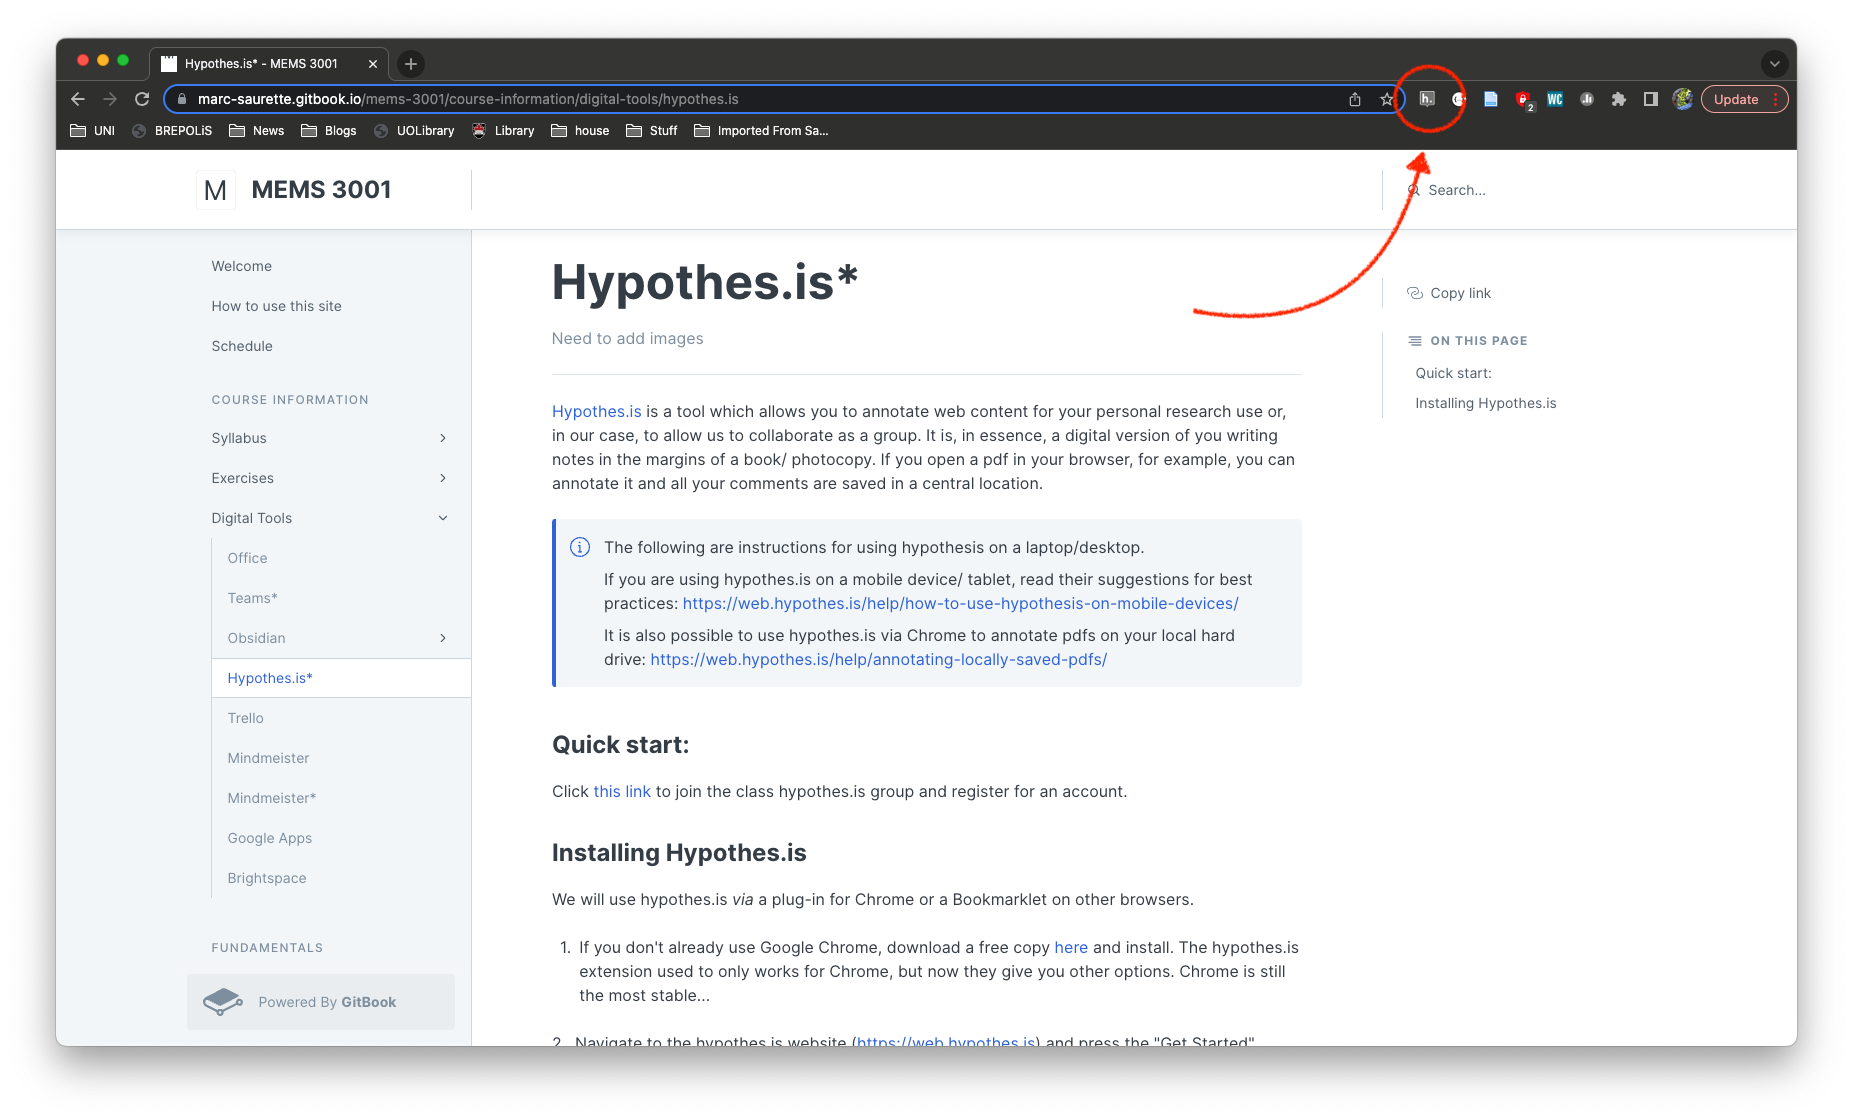 Hypothes.is* - MEMS 3001
marc-saurette.gitbook.io/mems-3001/course-information/digital-tools/hypothes.is
h.
2
WC
Update
UNI
BREPOLiS
News
Blogs
UOLibrary
Library
house
Stuff
Imported From Sa...
M MEMS 3001
Search...
Welcome
How to use this site
Schedule
COURSE INFORMATION
Syllabus
Exercises
Digital Tools
Office
Teams*
Obsidian
Hypothes.is*
Trello
Mindmeister
Mindmeister*
Google Apps
Brightspace
FUNDAMENTALS
Powered By GitBook
Hypothes.is*
Need to add images
Hypothes.is is a tool which allows you to annotate web content for your personal research use or,
in our case, to allow us to collaborate as a group. It is, in essence, a digital version of you writing
notes in the margins of a book/ photocopy. If you open a pdf in your browser, for example, you can
annotate it and all your comments are saved in a central location.
The following are instructions for using hypothesis on a laptop/desktop.
If you are using hypothes.is on a mobile device/ tablet, read their suggestions for best
practices: https://web.hypothes.is/help/how-to-use-hypothesis-on-mobile-devices/
It is also possible to use hypothes.is via Chrome to annotate pdfs on your local hard
drive: https://web.hypothes.is/help/annotating-locally-saved-pdfs/
Quick start:
Click this link to join the class hypothes.is group and register for an account.
Installing Hypothes.is
We will use hypothes.is via a plug-in for Chrome or a Bookmarklet on other browsers.
1. If you don't already use Google Chrome, download a free copy here and install. The hypothes.is
extension used to only works for Chrome, but now they give you other options. Chrome is still
the most stable...
2. Navigate to the hypothes.is website (https://web.hypothes.is) and press the "Get Started"
Copy link
ON THIS PAGE
Quick start:
Installing Hypothes.is